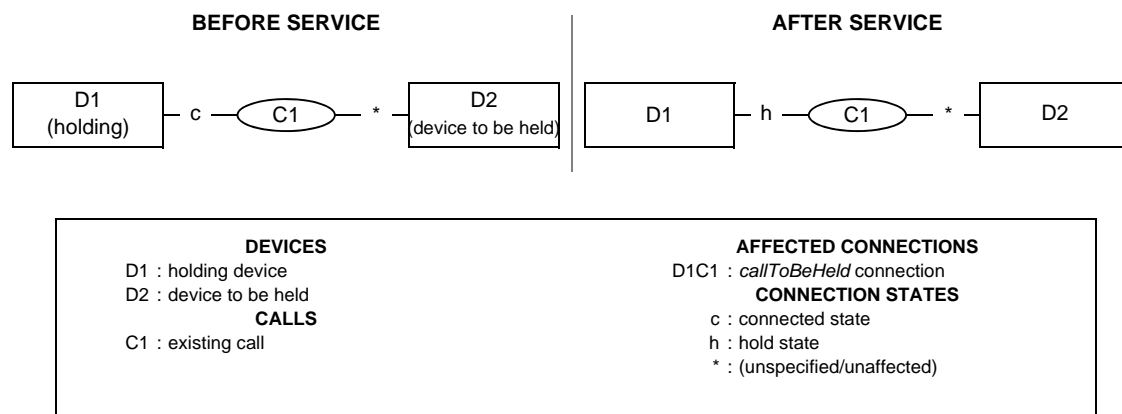 BEFORE SERVICE
AFTER SERVICE
D1
(holding)
c
C1
*
D2
(device to be held)
D1
h
C1
*
D2
DEVICES
D1 : holding device
D2 : device to be held
CALLS
C1 : existing call
AFFECTED CONNECTIONS
D1C1 : callToBeHeld connection
CONNECTION STATES
c : connected state
h : hold state
* : (unspecified/unaffected)